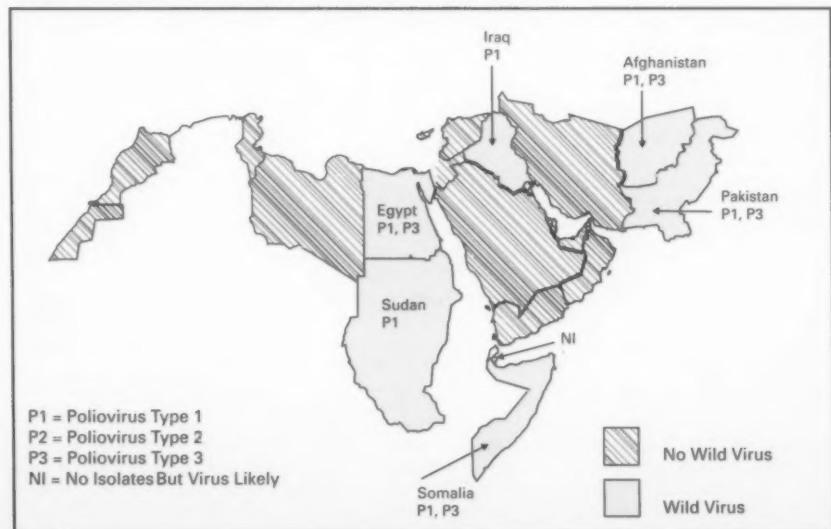 Iraq
P1
Afghanistan
P1, P3
Egypt
P1, P3
Pakistan
P1, P3
Sudan
P1
NI
P1 = Poliovirus Type 1
P2 = Poliovirus Type 2
P3 = Poliovirus Type 3
NI = No Isolates But Virus Likely
Somalia
P1, P3
No Wild Virus
Wild Virus